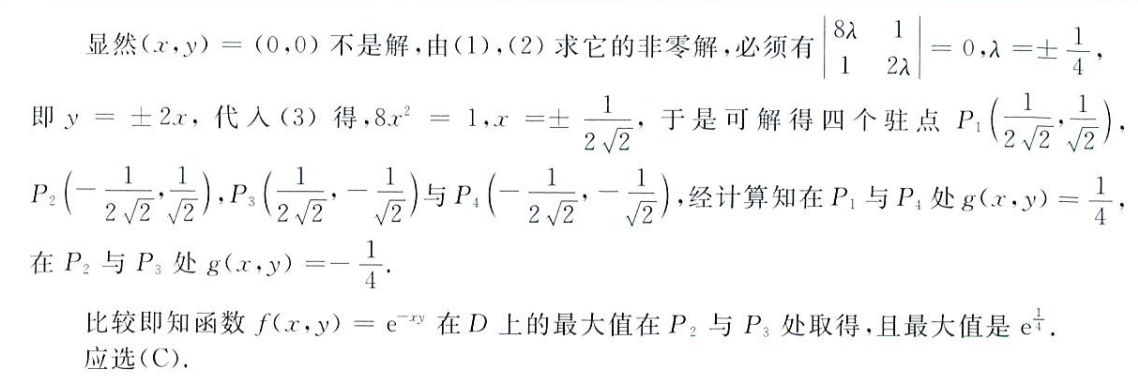 显然(x,y) = (0,0) 不是解,由(1),(2) 求它的非零解,必须有 $\begin{vmatrix} 8\lambda & 1 \\ 1 & 2\lambda \end{vmatrix} = 0, \lambda = \pm \frac{1}{4}$,
即 y = ± 2x, 代入(3) 得, $8x^2 = 1, x = \pm \frac{1}{2\sqrt{2}}$, 于是可解得四个驻点 $P_1\left(\frac{1}{2\sqrt{2}}, \frac{1}{\sqrt{2}}\right)$,
$P_2\left(-\frac{1}{2\sqrt{2}}, \frac{1}{\sqrt{2}}\right), P_3\left(\frac{1}{2\sqrt{2}}, -\frac{1}{\sqrt{2}}\right)$与 $P_4\left(-\frac{1}{2\sqrt{2}}, -\frac{1}{\sqrt{2}}\right)$,经计算知在 $P_1$ 与 $P_4$ 处 $g(x,y) = \frac{1}{4}$,
在 $P_2$ 与 $P_3$ 处 $g(x,y) = -\frac{1}{4}$.
比较即知函数 $f(x,y) = e^{-xy}$ 在 D 上的最大值在 $P_2$ 与 $P_3$ 处取得,且最大值是 $e^{\frac{1}{4}}$.
应选(C).